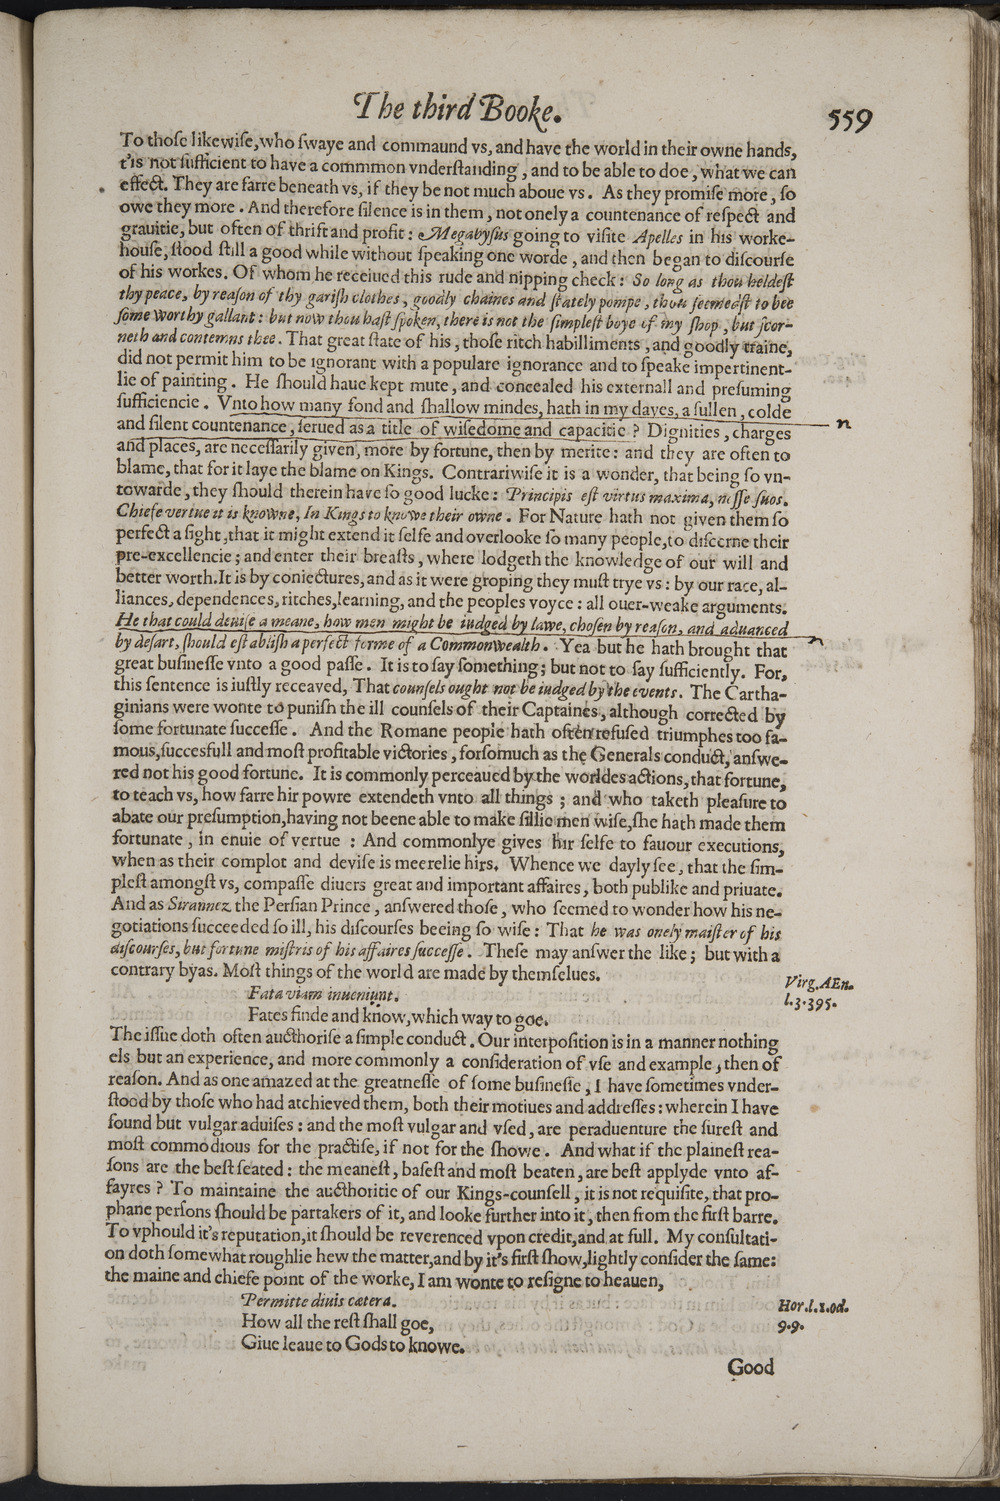 The third Booke.
559
To thoſe likewiſe, who ſwaye and commaund vs, and have the world in their owne hands,
t'is not ſufficient to have a commmon vnderſtanding, and to be able to doe, what we can
effect. They are farre beneath vs, if they be not much aboue vs. As they promiſe more, ſo
owe they more. And therefore ſilence is in them, not onely a countenance of reſpect and
grauitie, but often of thrift and profit: Megabyſus going to viſite Apelles in his worke-
houſe, ſtood ſtill a good while without ſpeaking one worde, and then began to diſcourſe
of his workes. Of whom he receiued this rude and nipping check: So long as thou heldeſt
thy peace, by reaſon of thy gariſh clothes, goodly chaines and ſtately pompe, thou ſeemedſt to bee
ſome worthy gallant: but now thou haſt ſpoken, there is not the ſimpleſt boye of my ſhop, but ſcor-
neth and contemns thee. That great ſtate of his, thoſe ritch habilliments, and goodly traine,
did not permit him to be ignorant with a populare ignorance and to ſpeake impertinent-
lie of painting. He ſhould haue kept mute, and concealed his externall and preſuming
ſufficiencie. Vnto how many fond and ſhallow mindes, hath in my dayes, a ſullen, colde
and ſilent countenance, ſerued as a title of wiſedome and capacitie? Dignities, charges
n
and places, are neceſſarily given, more by fortune, then by merite: and they are often to
blame, that for it laye the blame on Kings. Contrariwiſe it is a wonder, that being ſo vn-
towarde, they ſhould therein have ſo good lucke: Principis eſt virtus maxima, noſſe ſuos.
Chiefe vertue it is knowne, In Kings to knowe their owne. For Nature hath not given them ſo
perfect a ſight, that it might extend it ſelfe and overlooke ſo many people, to diſcerne their
pre-excellencie; and enter their breaſts, where lodgeth the knowledge of our will and
better worth. It is by coniectures, and as it were groping they muſt trye vs: by our race, al-
liances, dependences, ritches, learning, and the peoples voyce: all ouer-weake arguments.
He that could deuiſe a meane, how men might be iudged by lawe, choſen by reaſon, and aduanced
by deſart, ſhould eſtabliſh a perfect forme of a Commonwealth. Yea but he hath brought that
n
great buſineſſe vnto a good paſſe. It is to ſay ſomething; but not to ſay ſufficiently. For,
this ſentence is iuſtly receaved, That counſels ought not be iudged by the events. The Cartha-
ginians were wonte to puniſh the ill counſels of their Captaines, although corrected by
ſome fortunate ſucceſſe. And the Romane people hath often refuſed triumphes too fa-
mous, ſucceſfull and moſt profitable victories, forſomuch as the Generals conduct, anſwe-
red not his good fortune. It is commonly perceaued by the worldes actions, that fortune,
to teach vs, how farre hir powre extendeth vnto all things; and who taketh pleaſure to
abate our preſumption, having not beene able to make ſillie men wiſe, ſhe hath made them
fortunate, in enuie of vertue: And commonlye gives hir ſelfe to fauour executions,
when as their complot and deviſe is meerelie hirs. Whence we dayly ſee, that the ſim-
pleſt amongſt vs, compaſſe divers great and important affaires, both publike and priuate.
And as Sirannez the Perſian Prince, anſwered thoſe, who ſeemed to wonder how his ne-
gotiations ſucceeded ſo ill, his diſcourſes beeing ſo wiſe: That he was onely maiſter of his
diſcourſes, but fortune miſtris of his affaires ſucceſſe. Theſe may anſwer the like; but with a
contrary byas. Moſt things of the world are made by themſelues.
Fata viam inueniunt.
Virg. AEn.
l.3.395.
Fates finde and know, which way to goe.
The iſſue doth often aucthoriſe a ſimple conduct. Our interpoſition is in a manner nothing
els but an experience, and more commonly a conſideration of vſe and example, then of
reaſon. And as one amazed at the greatneſſe of ſome buſineſſe, I have ſometimes vnder-
ſtood by thoſe who had atchieved them, both their motiues and addreſſes: wherein I have
found but vulgar aduiſes: and the moſt vulgar and vſed, are peraduenture the ſureſt and
moſt commodious for the practiſe, if not for the ſhowe. And what if the plaineſt rea-
ſons are the beſt ſeated: the meaneſt, baſeſt and moſt beaten, are beſt applyde vnto af-
fayres? To maintaine the aucthoritie of our Kings-counſell, it is not requiſite, that pro-
phane perſons ſhould be partakers of it, and looke further into it, then from the firſt barre.
To vphould it's reputation, it ſhould be reverenced vpon credit, and at full. My conſultati-
on doth ſomewhat roughlie hew the matter, and by it's firſt ſhow, lightly conſider the ſame:
the maine and chiefe point of the worke, I am wonte to reſigne to heauen,
Permitte diuis cætera.
Hor.l.1.od.
9.9.
How all the reſt ſhall goe,
Giue leaue to Gods to knowe.
Good